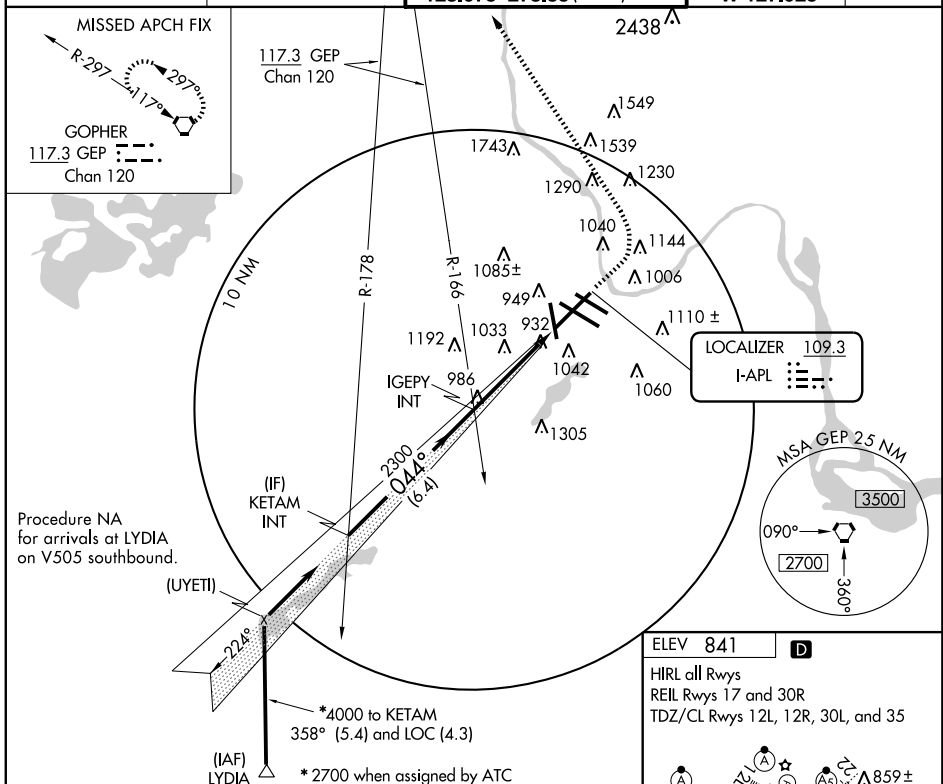 MISSED APCH FIX
R-297
117°
297°
GOPHER
117.3 GEP
Chan 120
117.3 GEP
Chan 120
2438
1549
1743
1539
1290
1230
1040
1144
10 NM
R-178
R-166
1085±
1006
949
1110 ±
932
1192
1033
1042
LOCALIZER 109.3
I-APL
986
IGEPY
INT
1060
1305
2300
044°
(6.4)
MSA GEP 25 NM
3500
090°
2700
360°
(IF)
KETAM
INT
Procedure NA
for arrivals at LYDIA
on V505 southbound.
(UYETI)
224°
*4000 to KETAM
358° (5.4) and LOC (4.3)
(IAF)
LYDIA
* 2700 when assigned by ATC
ELEV 841
D
HIRL all Rwys
REIL Rwys 17 and 30R
TDZ/CL Rwys 12L, 12R, 30L, and 35
A
A
A5
22
859 ±